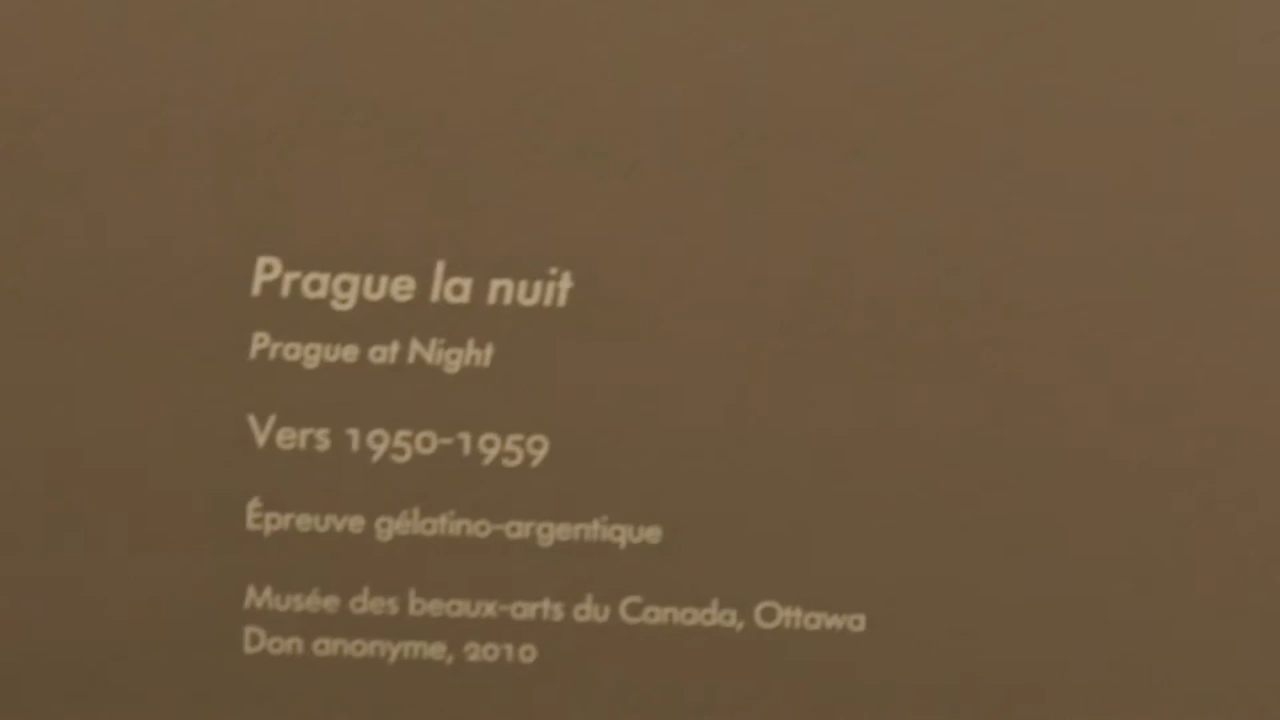 Prague la nuit
Prague at Night
Vers 1950-1959
Épreuve gélatino-argentique
Musée des beaux-arts du Canada, Ottawa
Don anonyme, 2010